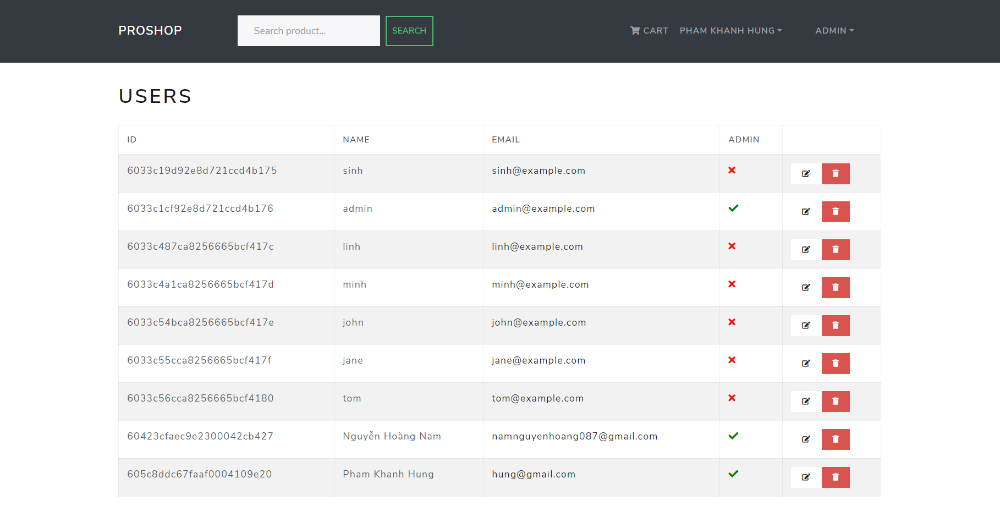 PROSHOP Search product... SEARCH CART PHAM KHANH HUNG ADMIN
USERS
ID NAME EMAIL ADMIN
6033c19d92e8d721ccd4b175 sinh sinh@example.com
6033c1cf92e8d721ccd4b176 admin admin@example.com
6033c487ca8256665bcf417c linh linh@example.com
6033c4a1ca8256665bcf417d minh minh@example.com
6033c54bca8256665bcf417e john john@example.com
6033c55cca8256665bcf417f jane jane@example.com
6033c56cca8256665bcf4180 tom tom@example.com
60423cfaec9e2300042cb427 Nguyễn Hoàng Nam namnguyenhoang087@gmail.com
605c8ddc67faaf0004109e20 Pham Khanh Hung hung@gmail.com